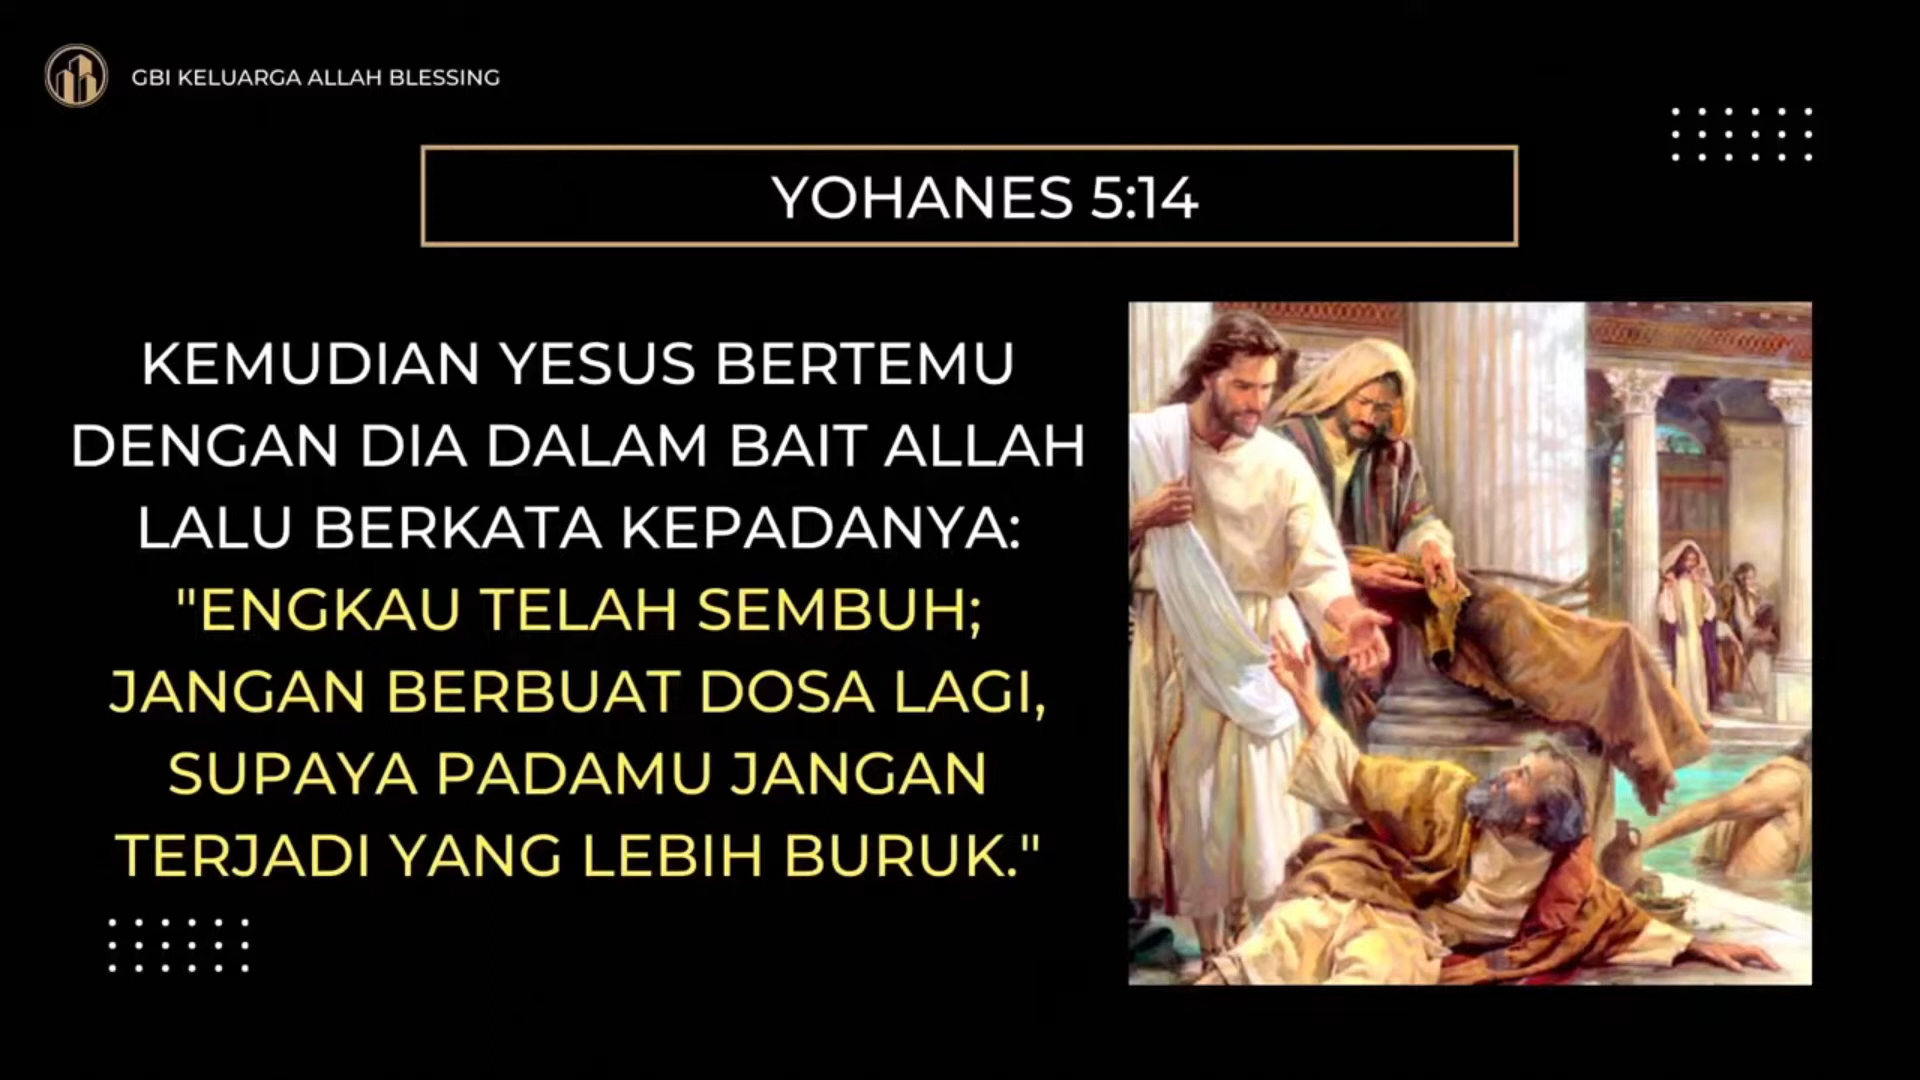 GBI KELUARGA ALLAH BLESSING
YOHANES 5:14
KEMUDIAN YESUS BERTEMU
DENGAN DIA DALAM BAIT ALLAH
LALU BERKATA KEPADANYA:
"ENGKAU TELAH SEMBUH;
JANGAN BERBUAT DOSA LAGI,
SUPAYA PADAMU JANGAN
TERJADI YANG LEBIH BURUK."